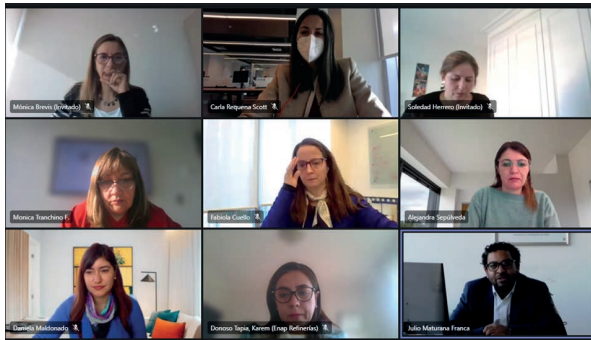 Mónica Brevis (Invitado)
Carla Requena Scott
Soledad Herrero (Invitado)
Monica Tranchino F.
Fabiola Coello
Alejandra Sepúlveda
Daniela Maldonado
Donoso Tapia, Karem (Enap Refinerías)
Julio Maturana Franca